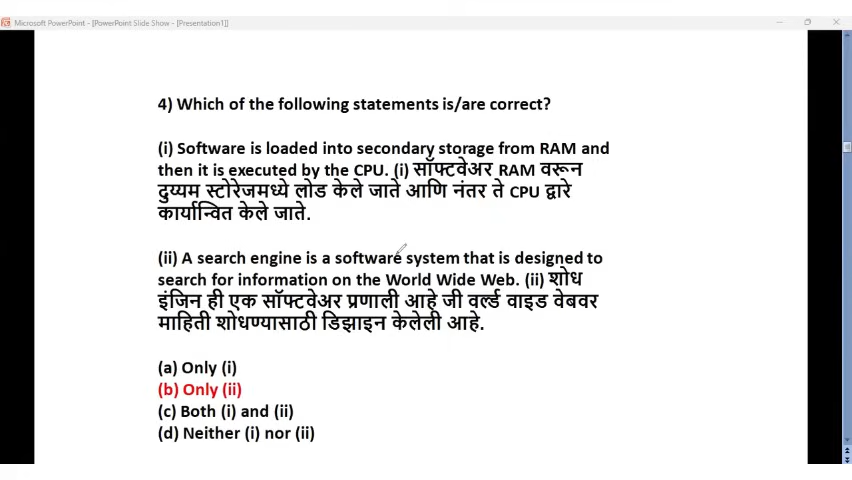 Microsoft PowerPoint - [PowerPoint Slide Show - [Presentation1]]
4) Which of the following statements is/are correct?
(i) Software is loaded into secondary storage from RAM and
then it is executed by the CPU. (i) सॉफ्टवेअर RAM वरून
दुय्यम स्टोरेजमध्ये लोड केले जाते आणि नंतर ते CPU द्वारे
कार्यान्वित केले जाते.
(ii) A search engine is a software system that is designed to
search for information on the World Wide Web. (ii) शोध
इंजिन ही एक सॉफ्टवेअर प्रणाली आहे जी वर्ल्ड वाइड वेबवर
माहिती शोधण्यासाठी डिझाइन केलेली आहे.
(a) Only (i)
(b) Only (ii)
(c) Both (i) and (ii)
(d) Neither (i) nor (ii)